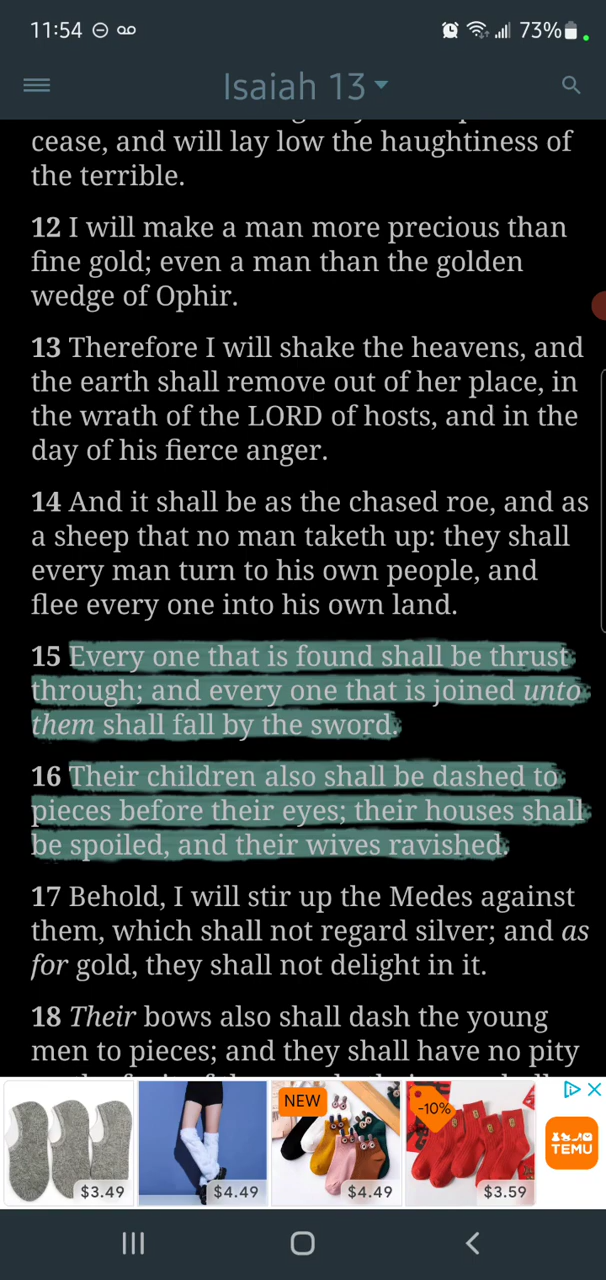 11:54
73%
Isaiah 13
cease, and will lay low the haughtiness of
the terrible.
12 I will make a man more precious than
fine gold; even a man than the golden
wedge of Ophir.
13 Therefore I will shake the heavens, and
the earth shall remove out of her place, in
the wrath of the LORD of hosts, and in the
day of his fierce anger.
14 And it shall be as the chased roe, and as
a sheep that no man taketh up: they shall
every man turn to his own people, and
flee every one into his own land.
15 Every one that is found shall be thrust
through; and every one that is joined unto
them shall fall by the sword.
16 Their children also shall be dashed to
pieces before their eyes; their houses shall
be spoiled, and their wives ravished.
17 Behold, I will stir up the Medes against
them, which shall not regard silver; and as
for gold, they shall not delight in it.
18 Their bows also shall dash the young
men to pieces; and they shall have no pity
$3.49
$4.49
NEW
$4.49
-10%
$3.59
TEMU